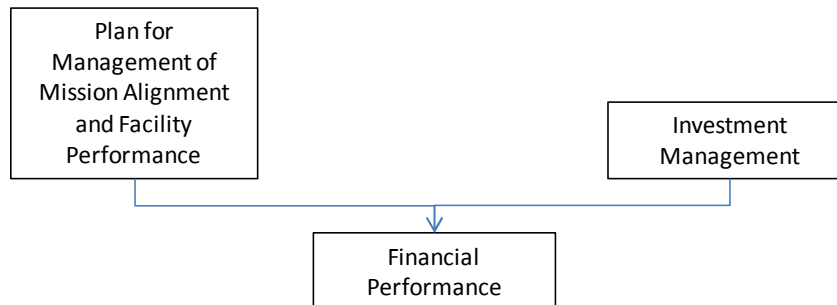 Plan for
Management of
Mission Alignment
and Facility
Performance
Investment
Management
Financial
Performance